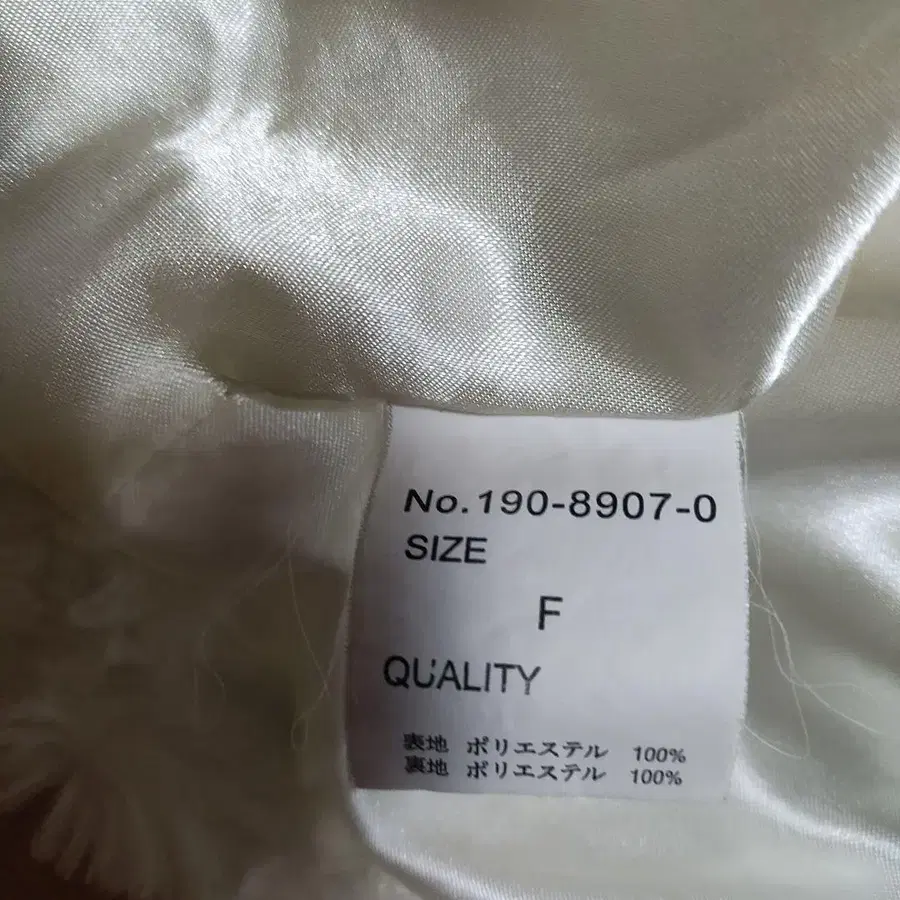 No.190-8907-0
SIZE
F
QUALITY
表地 ポリエステル 100%
裏地 ポリエステル 100%